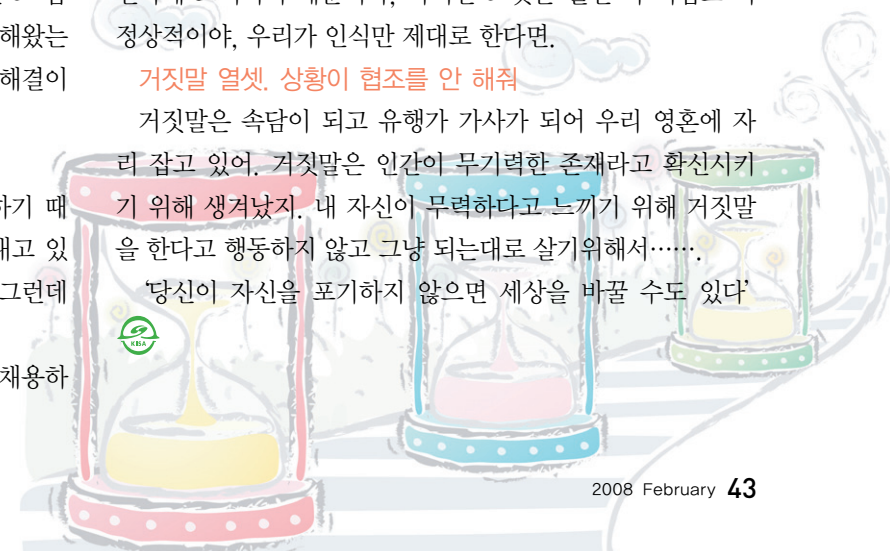 해왔는
해결이
하기 때
내고 있
그런데
채용하
정상적이야, 우리가 인식만 제대로 한다면.
거짓말 열셋. 상황이 협조를 안 해줘
거짓말은 속담이 되고 유행가 가사가 되어 우리 영혼에 자
리 잡고 있어. 거짓말은 인간이 무기력한 존재라고 확신시키
기 위해 생겨났지. 내 자신이 무력하다고 느끼기 위해 거짓말
을 한다고 행동하지 않고 그냥 되는대로 살기위해서…….
‘당신이 자신을 포기하지 않으면 세상을 바꿀 수도 있다’
KISA
2008 February 43